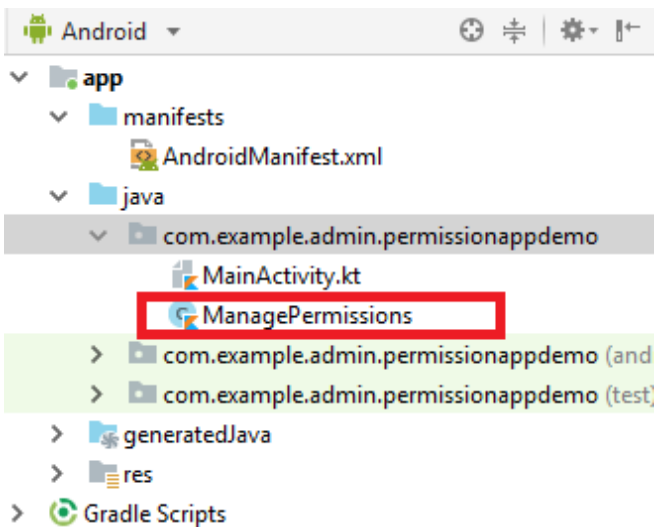 Android
app
manifests
AndroidManifest.xml
java
com.example.admin.permissionappdemo
MainActivity.kt
ManagePermissions
com.example.admin.permissionappdemo (and
com.example.admin.permissionappdemo (test)
generatedJava
res
Gradle Scripts